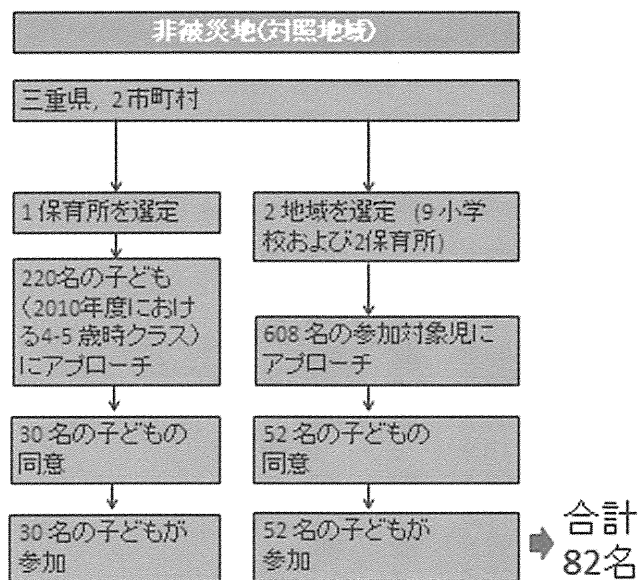 非被災地(対照地域)
三重県, 2市町村
1保育所を選定
2地域を選定 (9小学
校および2保育所)
220名の子ども
(2010年度におけ
る4-5歳時クラス)
にアプローチ
608名の参加対象児に
アプローチ
30名の子どもの
同意
52名の子どもの
同意
30名の子どもが
参加
52名の子どもが
参加
合計
82名